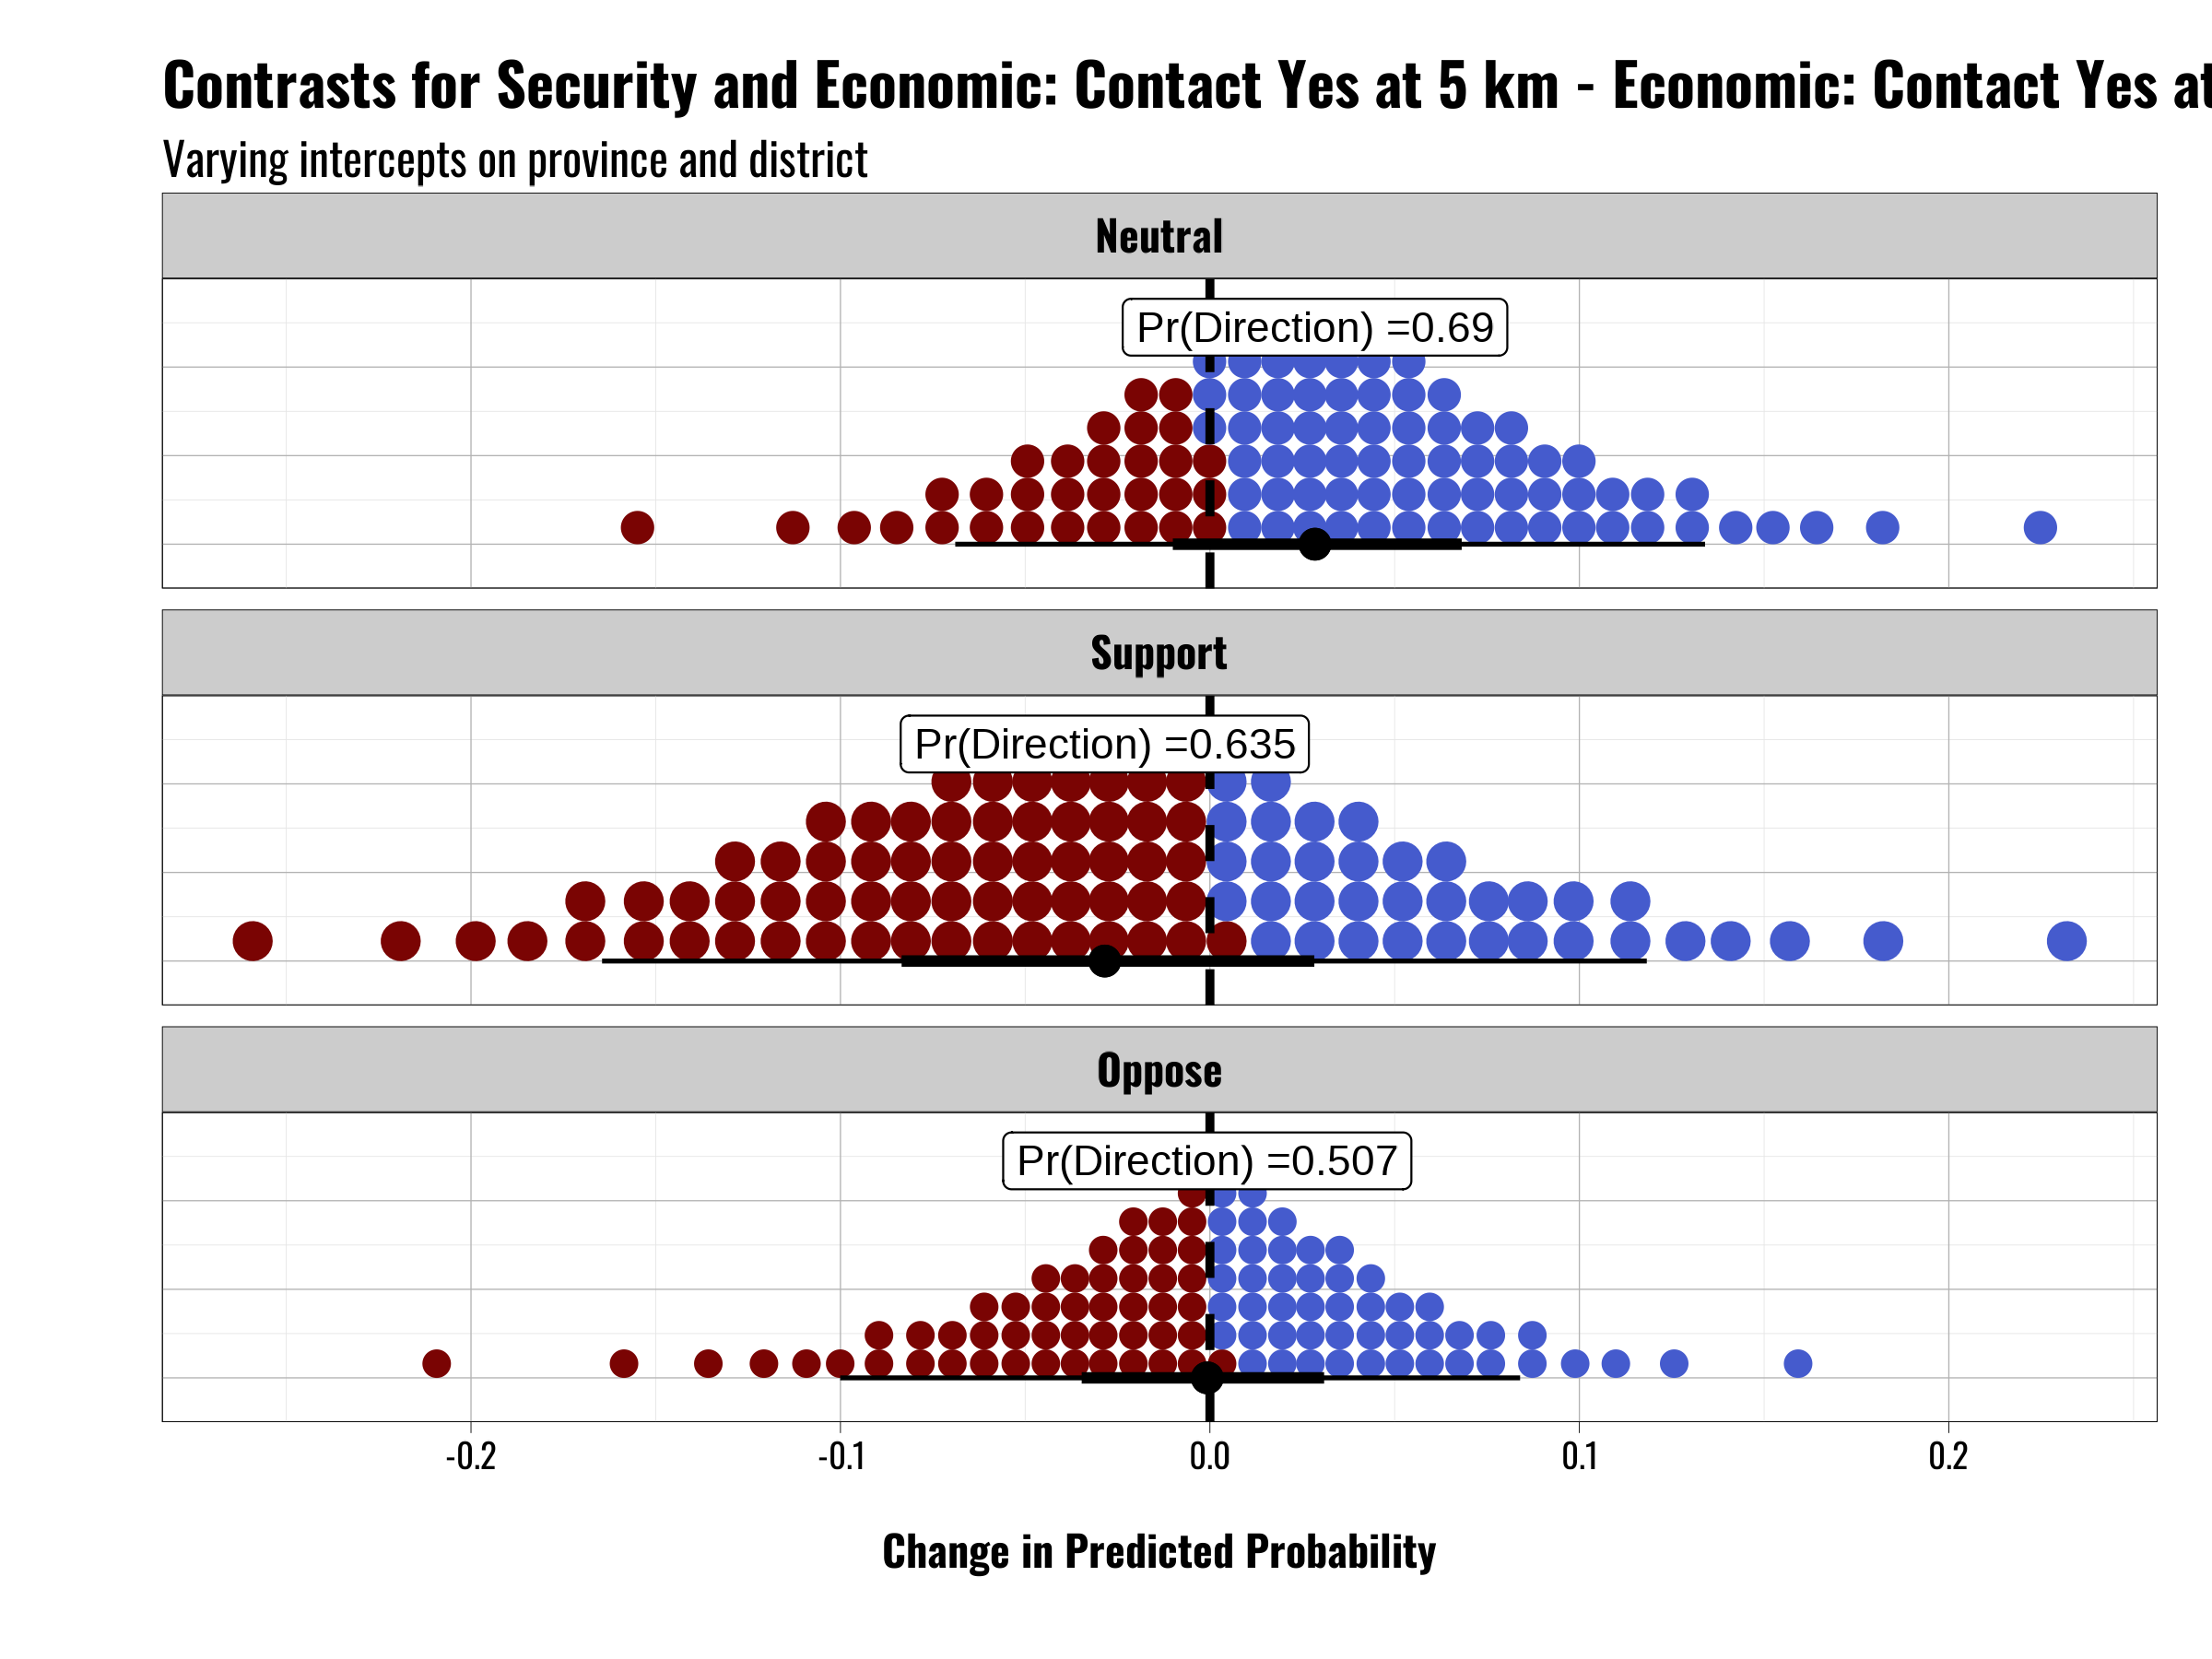 Contrasts for Security and Economic: Contact Yes at 5 km - Economic: Contact Yes at
Varying intercepts on province and district
Neutral
Pr(Direction) =0.69
Support
Pr(Direction) =0.635
Oppose
Pr(Direction) =0.507
-0.2 -0.1 0.0 0.1 0.2
Change in Predicted Probability